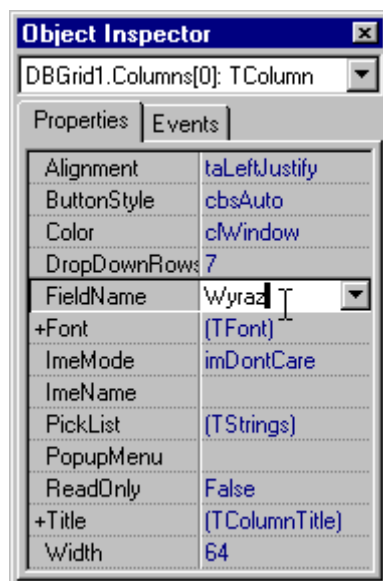 Object Inspector
DBGrid1.Columns[0]: TColumn
Properties Events
Alignment taLeftJustify
ButtonStyle cbsAuto
Color clWindow
DropDownRows 7
FieldName Wyraz
+Font (TFont)
ImeMode imDontCare
ImeName
PickList (TStrings)
PopupMenu
ReadOnly False
+Title (TColumnTitle)
Width 64